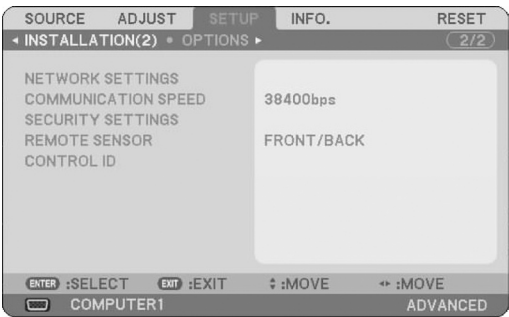 SOURCE ADJUST SETUP INFO. RESET
◂ INSTALLATION(2) • OPTIONS ▸ 2/2
NETWORK SETTINGS
COMMUNICATION SPEED 38400bps
SECURITY SETTINGS
REMOTE SENSOR FRONT/BACK
CONTROL ID
ENTER :SELECT EXIT :EXIT ♦ :MOVE ◂▸ :MOVE
COMPUTER1 ADVANCED